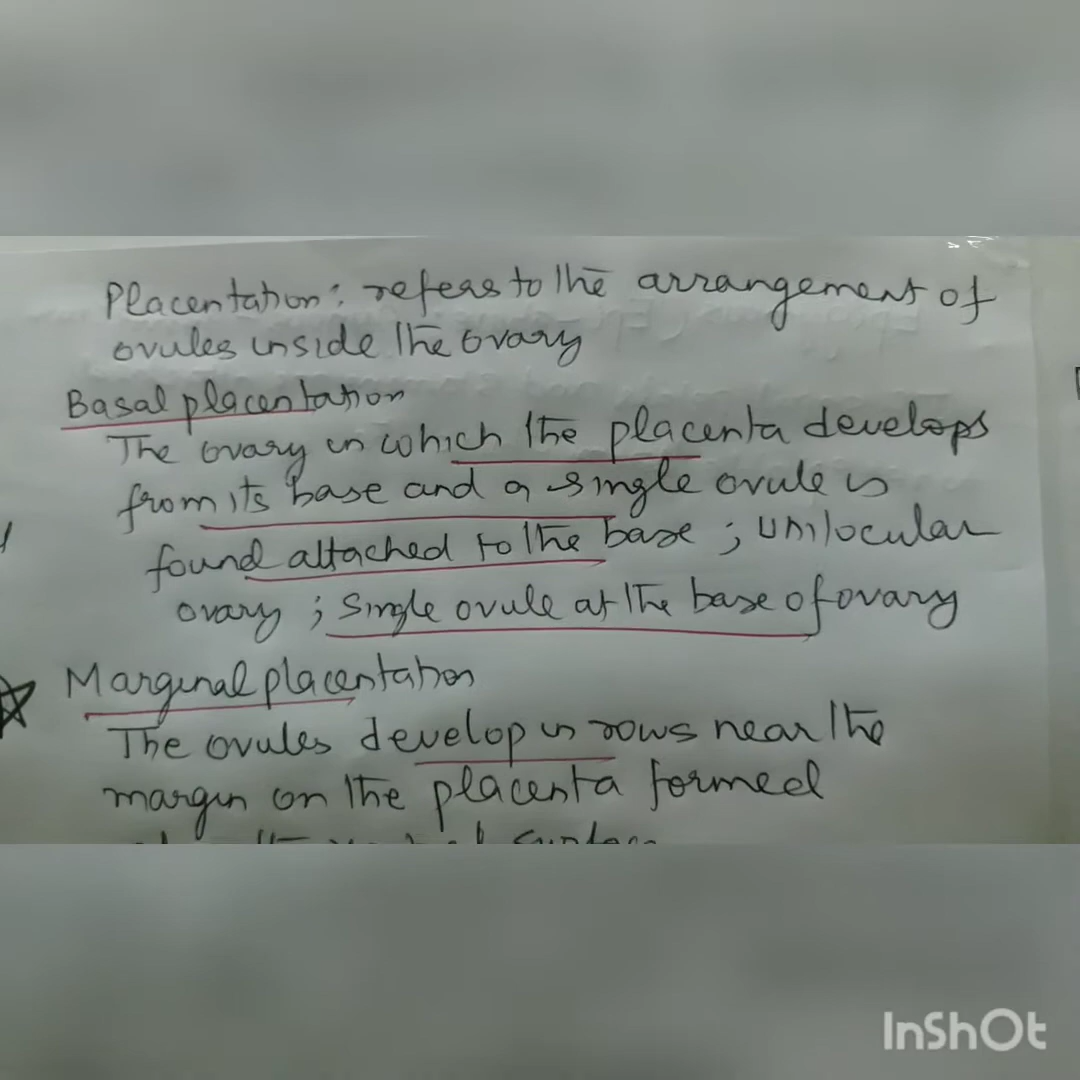 Placentation: refers to the arrangement of
ovules inside the ovary
Basal placentation
The ovary in which the placenta develops
from its base and a single ovule is
found attached to the base ; unilocular
ovary ; single ovule at the base of ovary
Marginal placentation
The ovules develop in rows near the
margin on the placenta formed
surface
InShOt